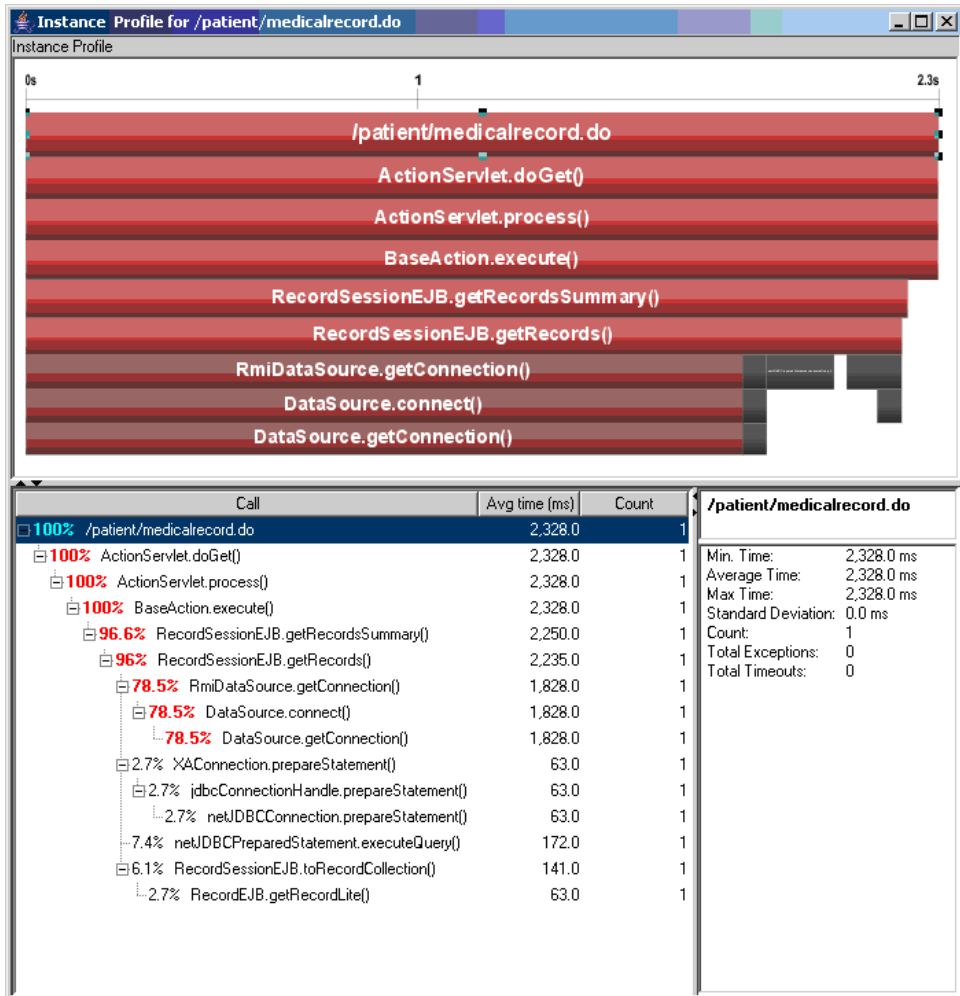 Instance Profile for /patient/medicalrecord.do
Instance Profile
0s 1 2.3s
/patient/medicalrecord.do
ActionServlet.doGet()
ActionServlet.process()
BaseAction.execute()
RecordSessionEJB.getRecordsSummary()
RecordSessionEJB.getRecords()
RmiDataSource.getConnection()
DataSource.connect()
DataSource.getConnection()
Call Avg time (ms) Count
100% /patient/medicalrecord.do 2,328.0 1
100% ActionServlet.doGet() 2,328.0 1
100% ActionServlet.process() 2,328.0 1
100% BaseAction.execute() 2,328.0 1
96.6% RecordSessionEJB.getRecordsSummary() 2,250.0 1
96% RecordSessionEJB.getRecords() 2,235.0 1
78.5% RmiDataSource.getConnection() 1,828.0 1
78.5% DataSource.connect() 1,828.0 1
78.5% DataSource.getConnection() 1,828.0 1
2.7% XAConnection.prepareStatement() 63.0 1
2.7% jdbcConnectionHandle.prepareStatement() 63.0 1
2.7% netJDBCConnection.prepareStatement() 63.0 1
7.4% netJDBCPreparedStatement.executeQuery() 172.0 1
6.1% RecordSessionEJB.toRecordCollection() 141.0 1
2.7% RecordEJB.getRecordLite() 63.0 1
/patient/medicalrecord.do
Min. Time: 2,328.0 ms
Average Time: 2,328.0 ms
Max Time: 2,328.0 ms
Standard Deviation: 0.0 ms
Count: 1
Total Exceptions: 0
Total Timeouts: 0